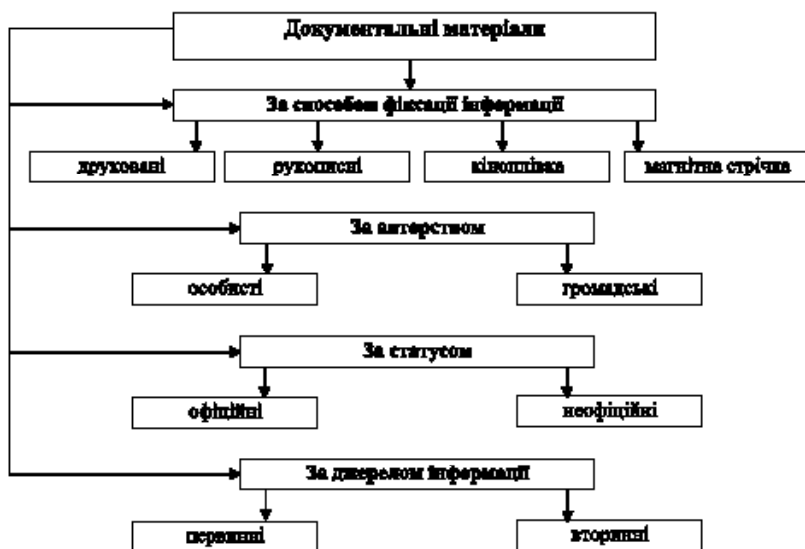 Документальні матеріали
За способом фіксації інформації
друковані
рукописні
кіноплівка
магнітна стрічка
За авторством
особисті
громадські
За статусом
офіційні
неофіційні
За джерелом інформації
первинні
вторинні